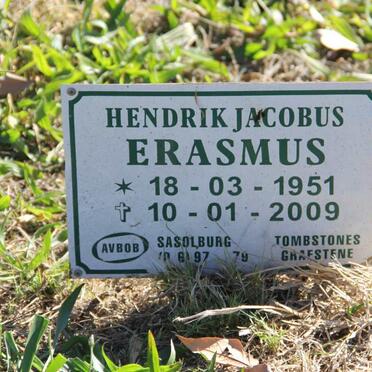 HENDRIK JACOBUS
ERASMUS
18 - 03 - 1951
10 - 01 - 2009
AVBOB SASOLBURG TOMBSTONES
GRAFSTENE